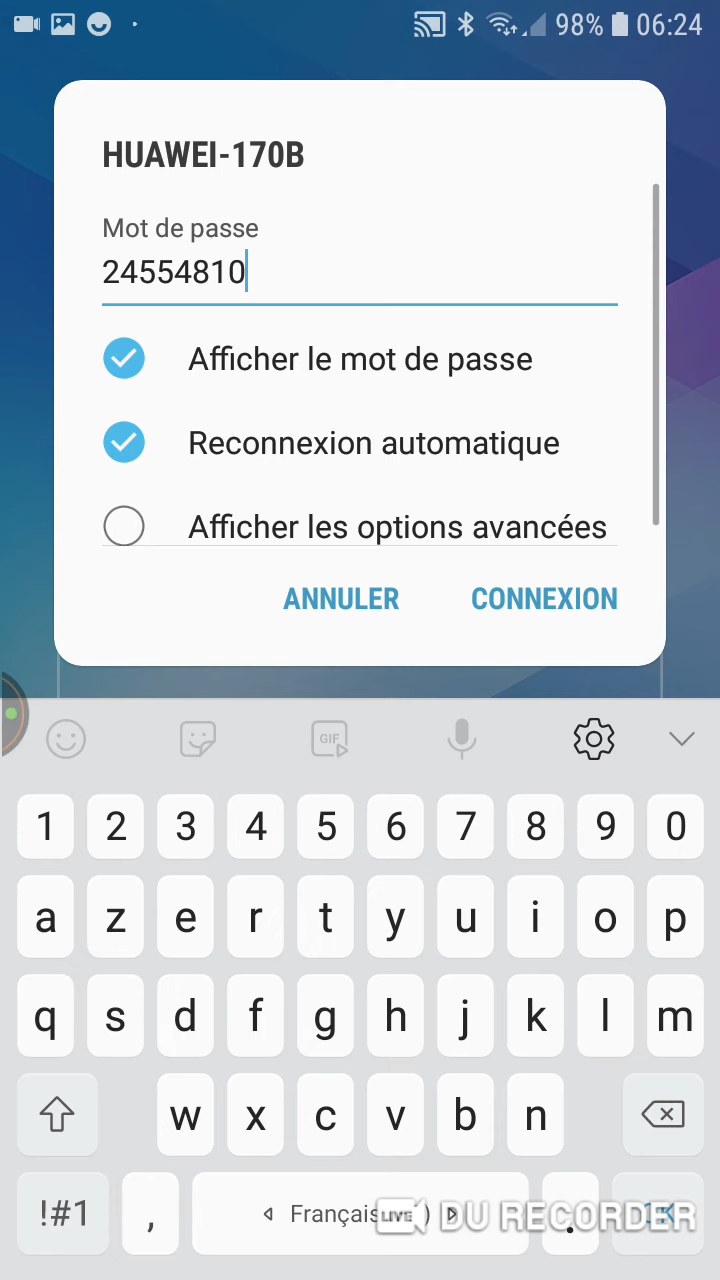 98% 06:24
HUAWEI-170B
Mot de passe
24554810
Afficher le mot de passe
Reconnexion automatique
Afficher les options avancées
ANNULER CONNEXION
GIF
1 2 3 4 5 6 7 8 9 0
a z e r t y u i o p
q s d f g h j k l m
w x c v b n
!#1 , Français LIVE ) . DU RECORDER